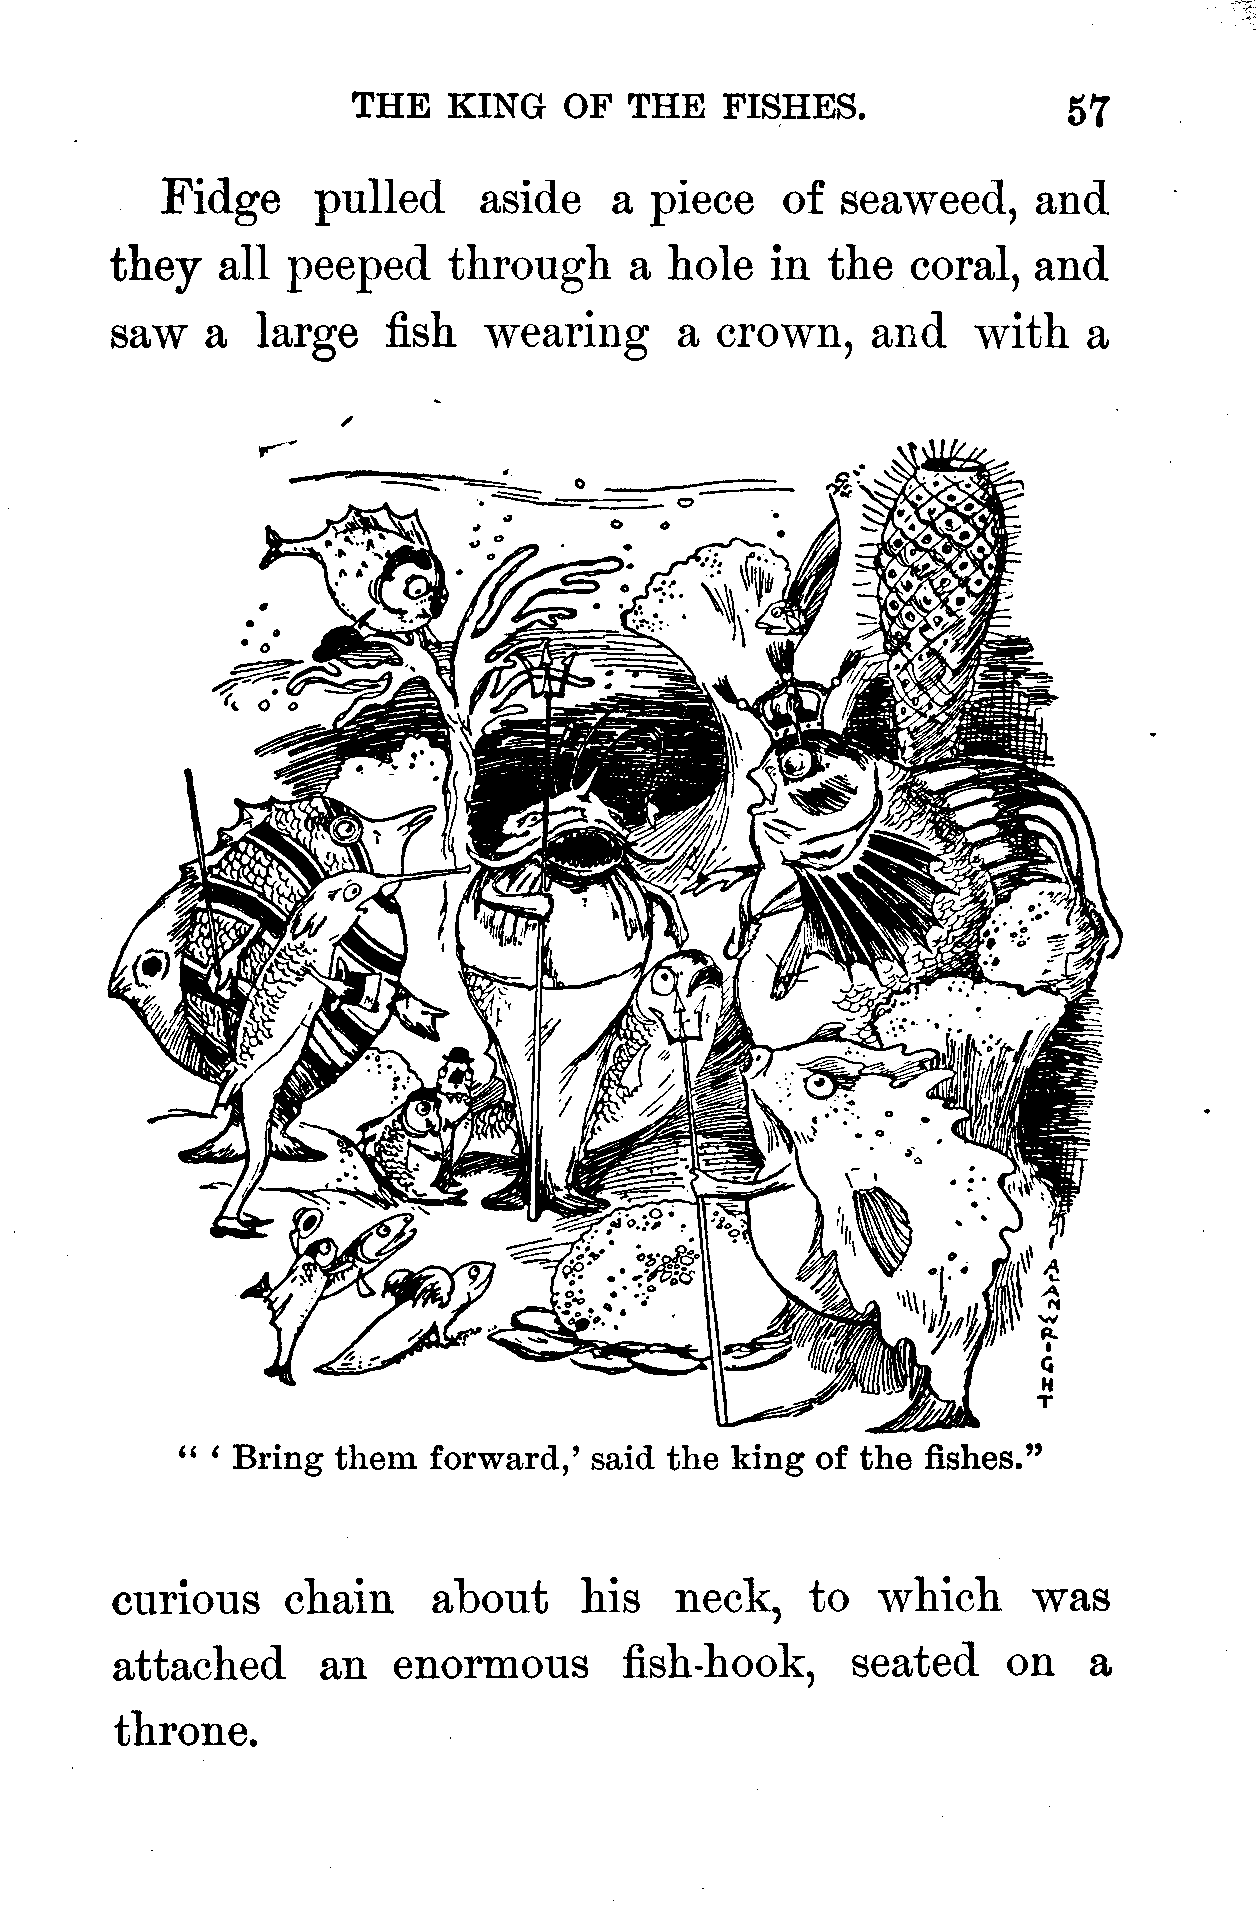 THE KING OF THE FISHES. 57
Fidge pulled aside a piece of seaweed, and
they all peeped through a hole in the coral, and
saw a large fish wearing a crown, and with a
ALAN WRIGHT
“ ‘ Bring them forward,’ said the king of the fishes.”
curious chain about his neck, to which was
attached an enormous fish-hook, seated on a
throne.